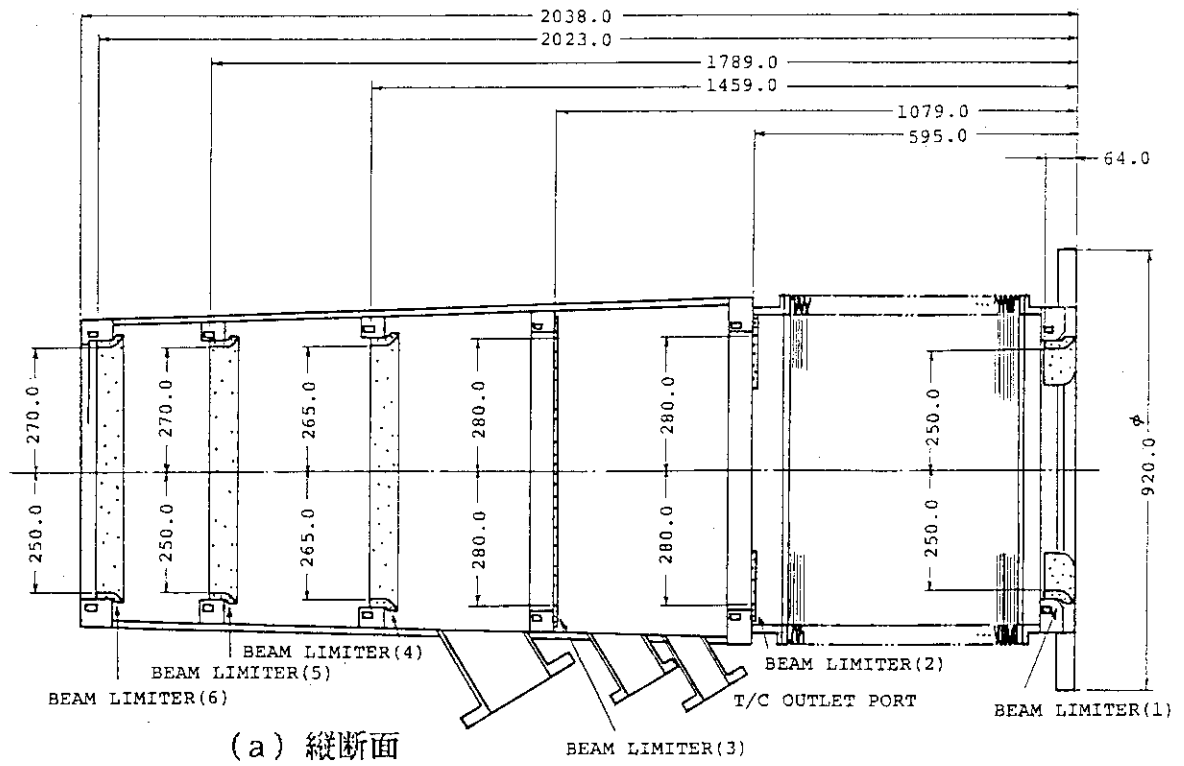 2038.0
2023.0
1789.0
1459.0
1079.0
595.0
64.0
270.0
270.0
265.0
280.0
280.0
250.0
250.0
250.0
265.0
280.0
280.0
250.0
920.0 φ
BEAM LIMITER(4)
BEAM LIMITER(5)
BEAM LIMITER(6)
BEAM LIMITER(2)
T/C OUTLET PORT
BEAM LIMITER(1)
BEAM LIMITER(3)
(a) 縦断面